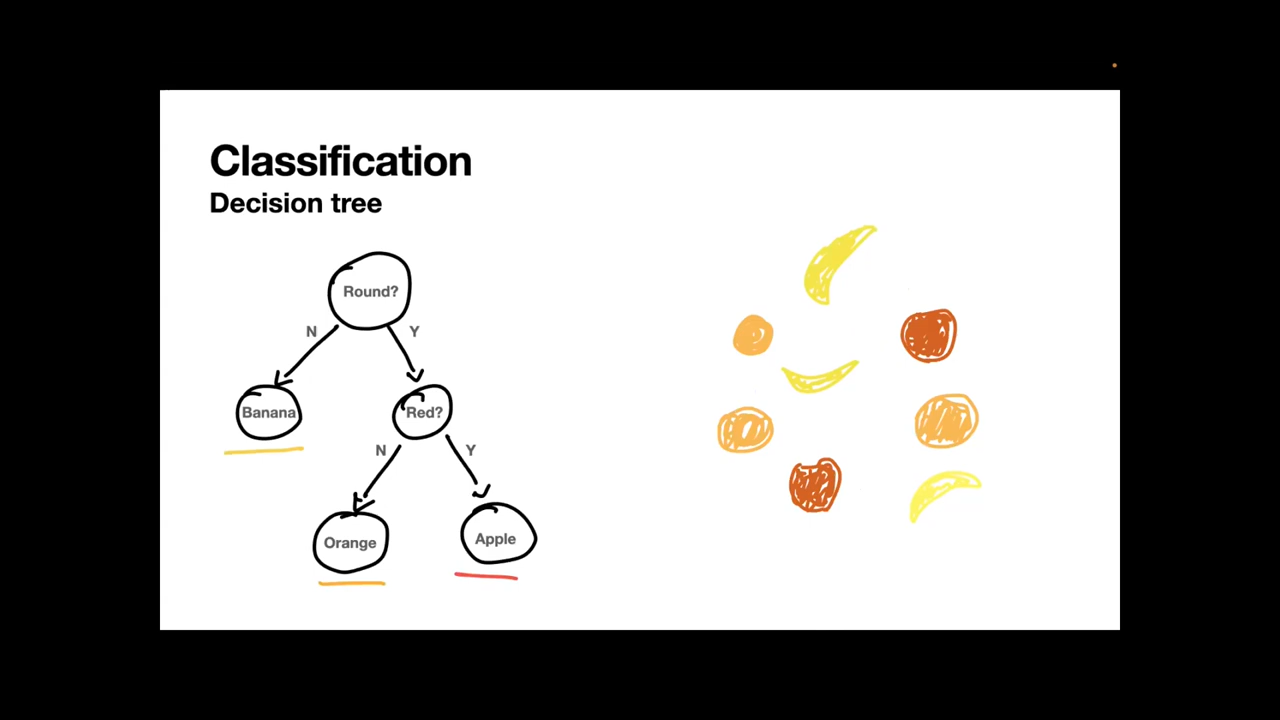 Classification
Decision tree
Round?
N Y
Banana Red?
N Y
Orange Apple